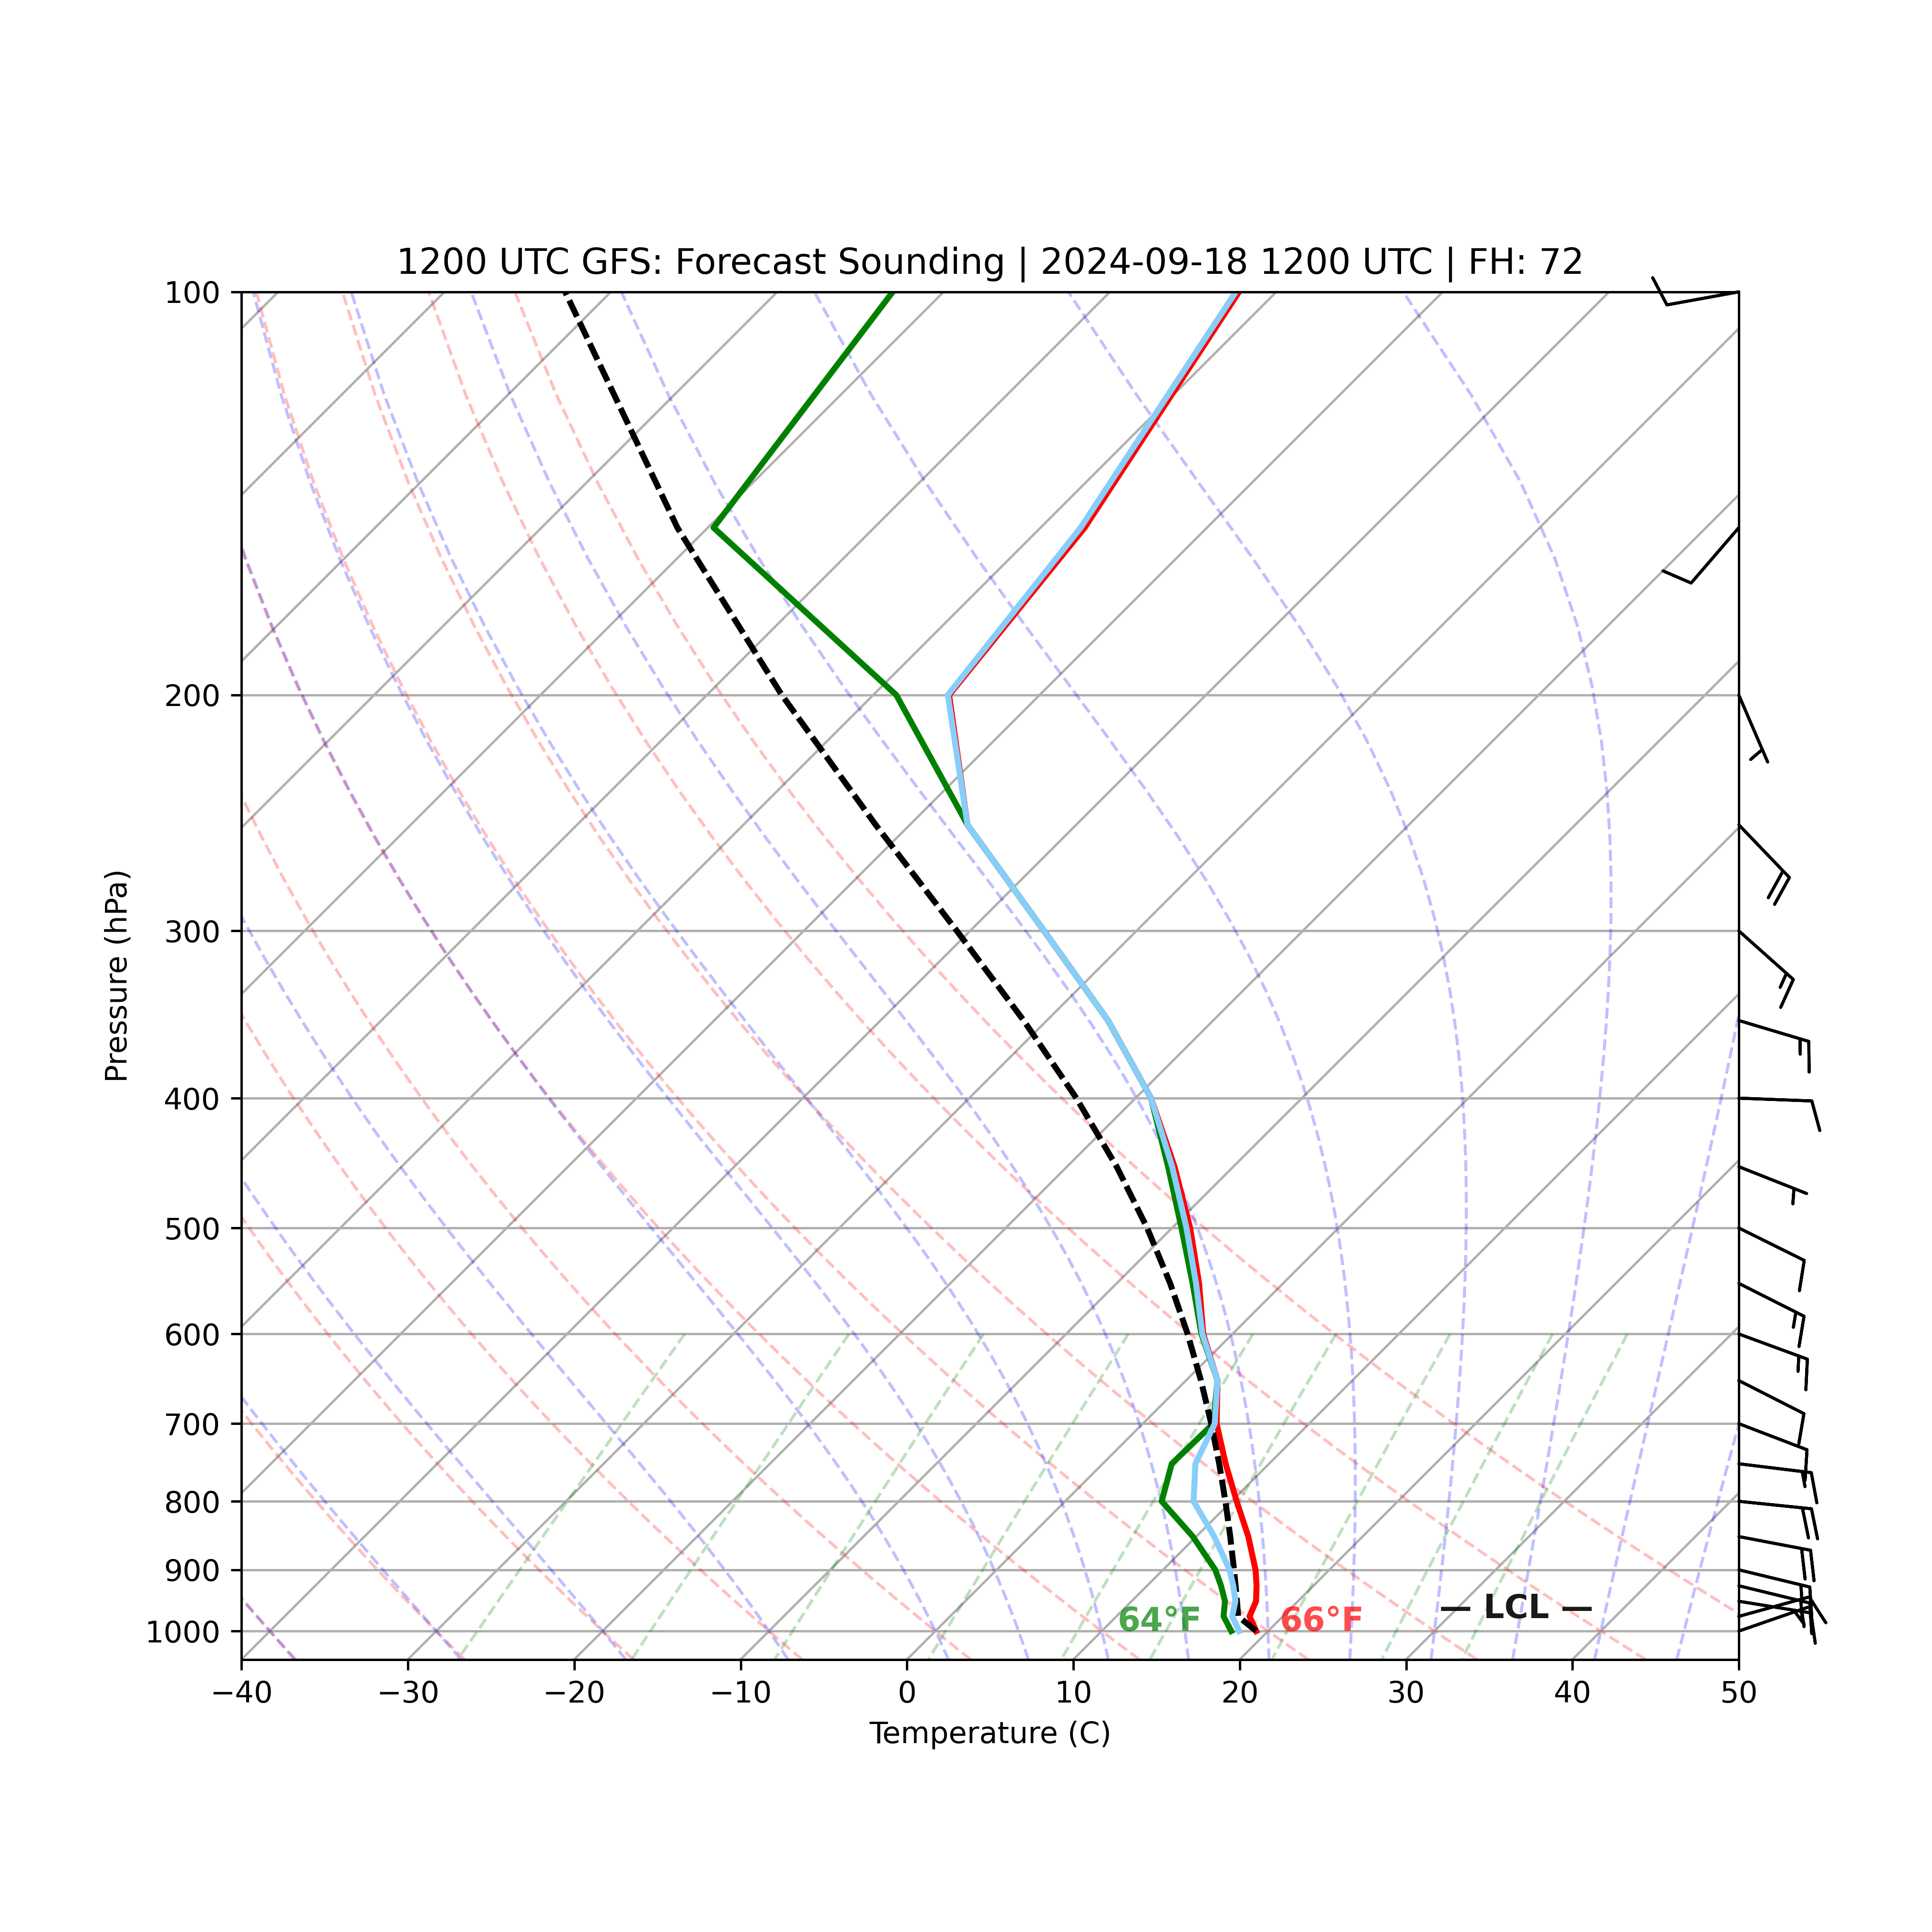 1200 UTC GFS: Forecast Sounding | 2024-09-18 1200 UTC | FH: 72
100
200
300
400
500
600
700
800
900
1000
Pressure (hPa)
64°F
66°F
— LCL —
−40 −30 −20 −10 0 10 20 30 40 50
Temperature (C)